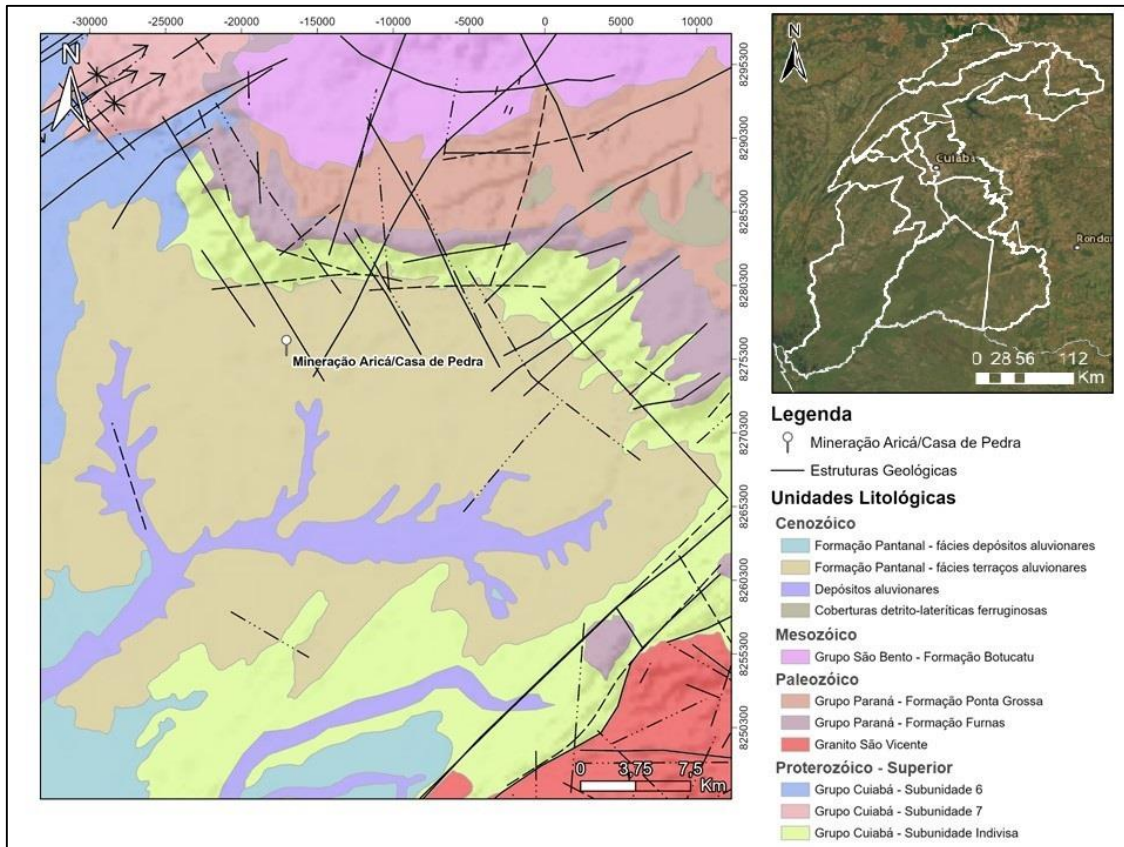 -30000 -25000 -20000 -15000 -10000 -5000 0 5000 10000
N
8295300
8290300
8285300
8280300
8275300
8270300
8265300
8260300
8255300
8250300
Mineração Aricá/Casa de Pedra
0 3,75 7,5
Km
N
Cuiabá
Rondon
0 28 56 112
Km
Legenda
Mineração Aricá/Casa de Pedra
Estruturas Geológicas
Unidades Litológicas
Cenozóico
Formação Pantanal - fácies depósitos aluvionares
Formação Pantanal - fácies terraços aluvionares
Depósitos aluvionares
Coberturas detrito-lateríticas ferruginosas
Mesozóico
Grupo São Bento - Formação Botucatu
Paleozóico
Grupo Paraná - Formação Ponta Grossa
Grupo Paraná - Formação Furnas
Granito São Vicente
Proterozóico - Superior
Grupo Cuiabá - Subunidade 6
Grupo Cuiabá - Subunidade 7
Grupo Cuiabá - Subunidade Indivisa